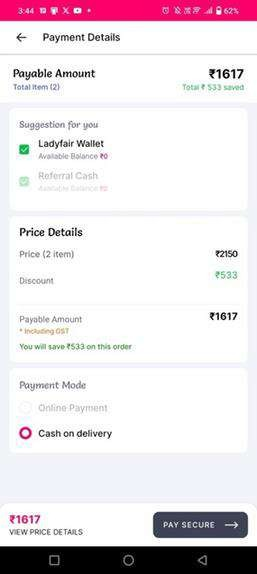 3:44
62%
Payment Details
Payable Amount ₹1617
Total Item (2) Total ₹ 533 saved
Suggestion for you
Ladyfair Wallet
Available Balance ₹0
Referral Cash
Available Balance ₹0
Price Details
Price (2 item) ₹2150
Discount ₹533
Payable Amount ₹1617
* Including GST
You will save ₹533 on this order
Payment Mode
Online Payment
Cash on delivery
₹1617
VIEW PRICE DETAILS
PAY SECURE